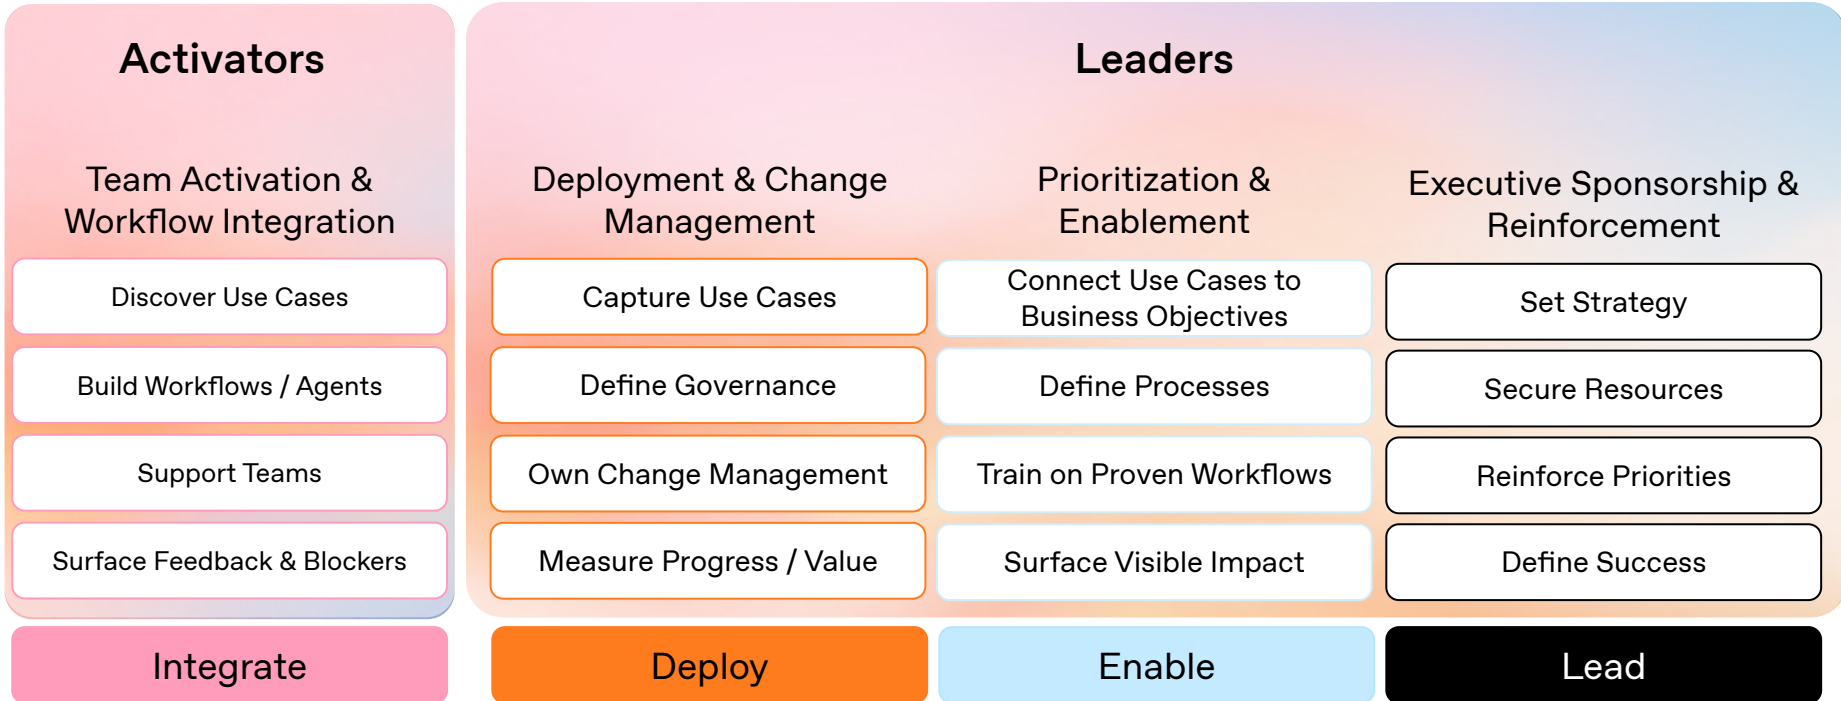 Activators
Team Activation &
Workflow Integration
Discover Use Cases
Build Workflows / Agents
Support Teams
Surface Feedback & Blockers
Integrate
Leaders
Deployment & Change
Management
Capture Use Cases
Define Governance
Own Change Management
Measure Progress / Value
Deploy
Prioritization &
Enablement
Connect Use Cases to
Business Objectives
Define Processes
Train on Proven Workflows
Surface Visible Impact
Enable
Executive Sponsorship &
Reinforcement
Set Strategy
Secure Resources
Reinforce Priorities
Define Success
Lead